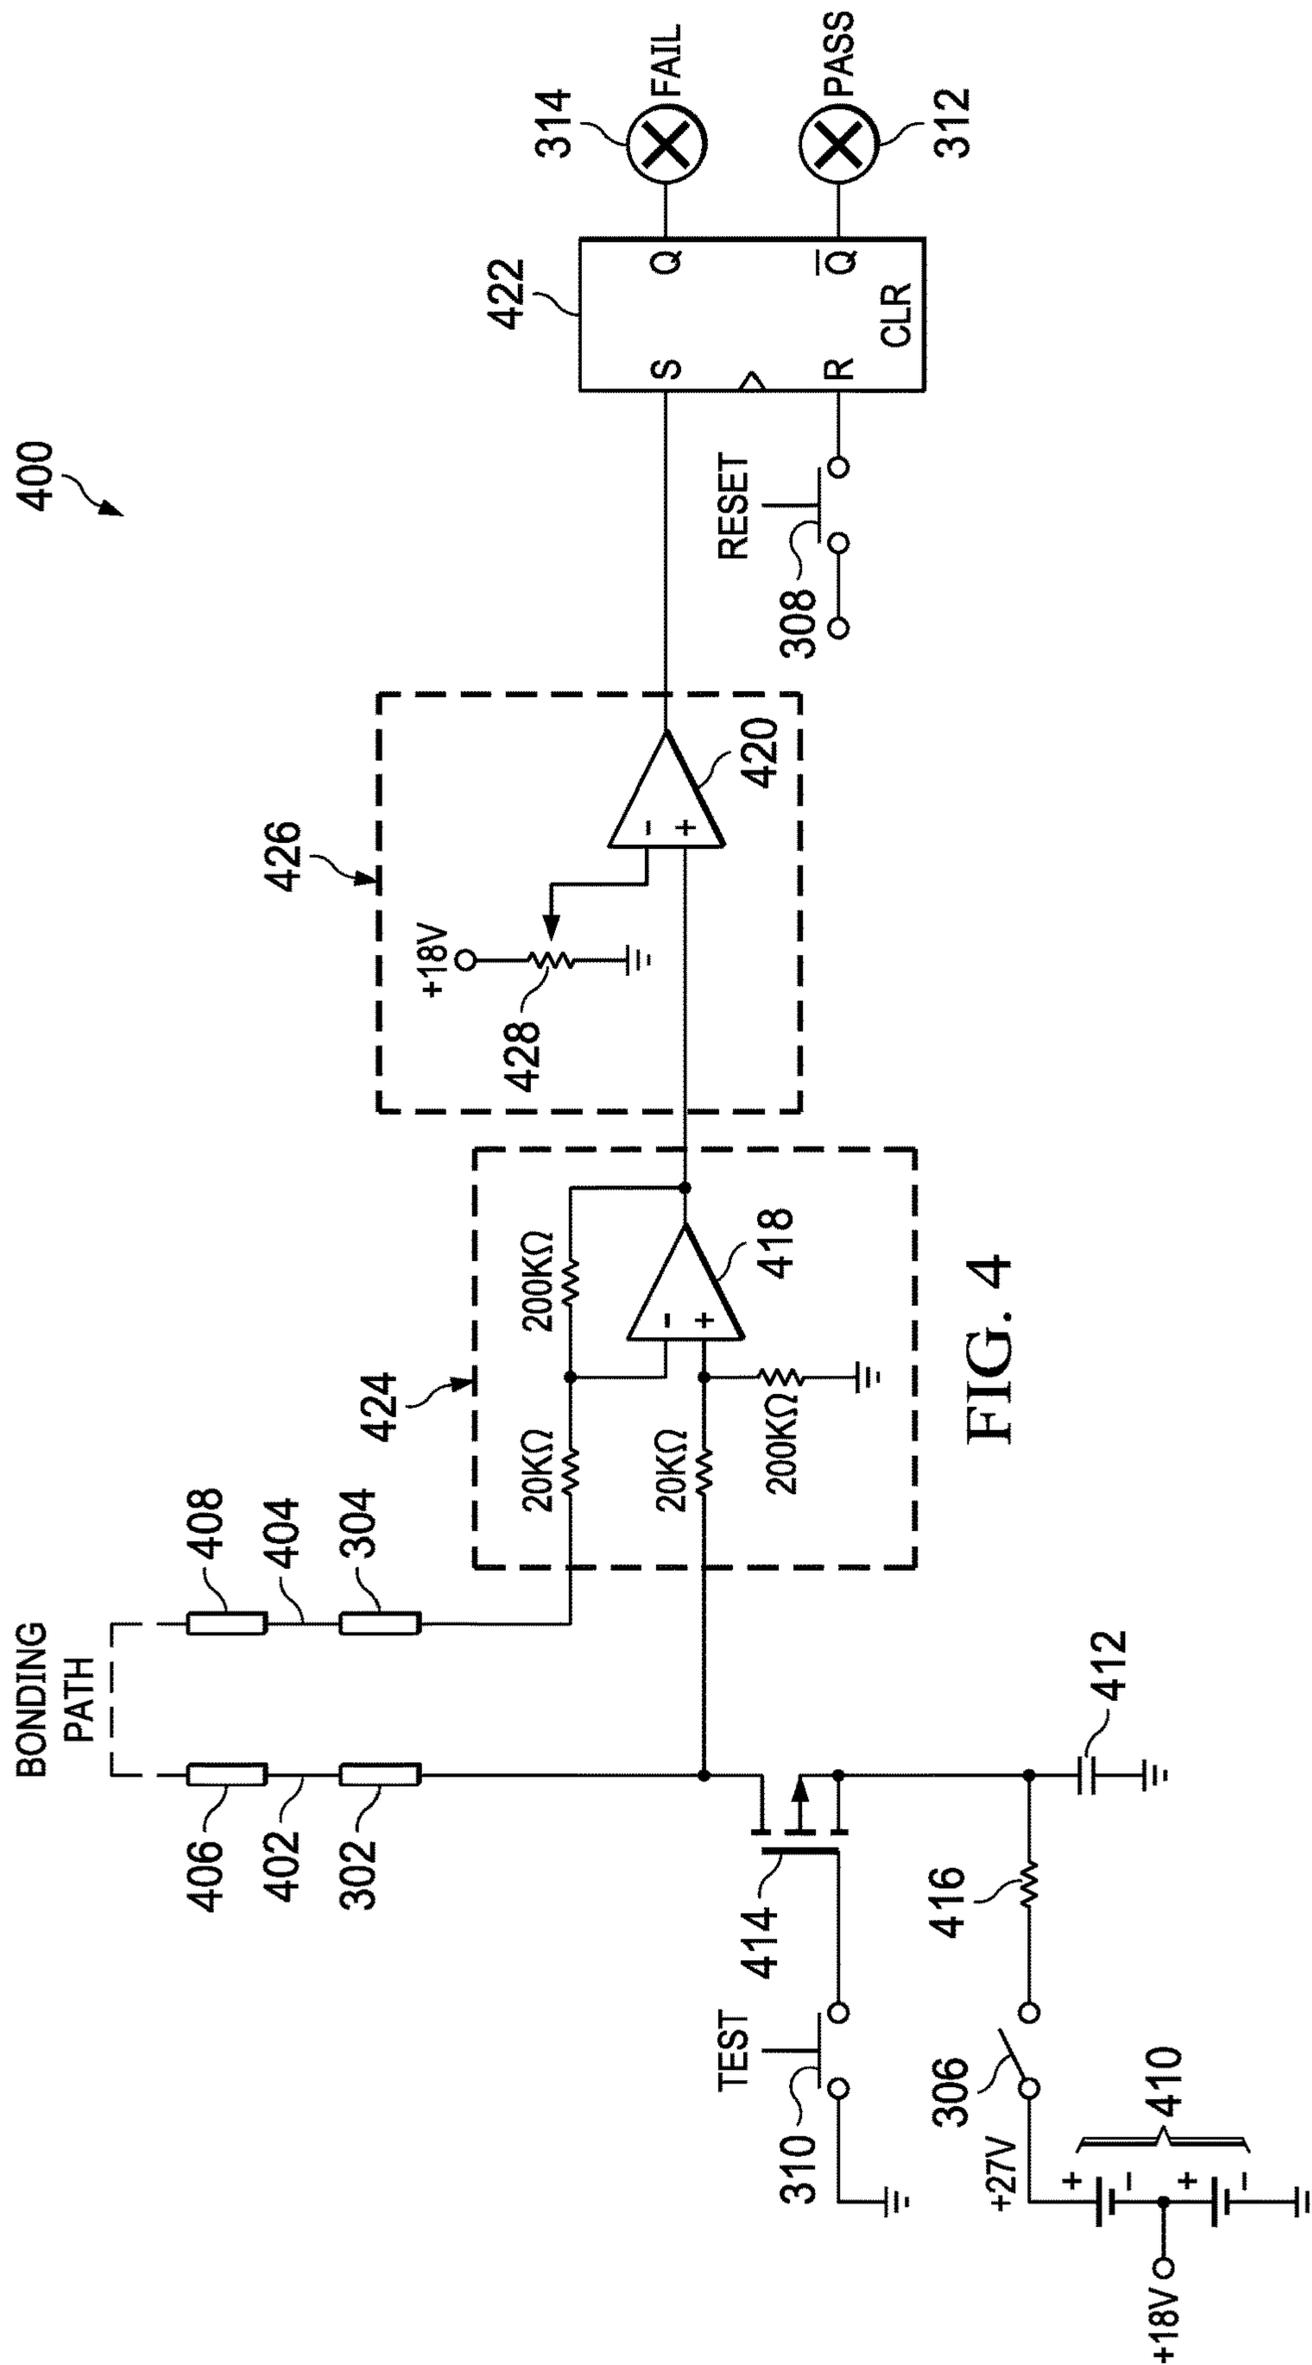 400
BONDING
PATH
406
402
302
408
404
304
TEST
310
414
306
416
412
+27V
+
-
+
-
410
+18V
424
20KΩ
200KΩ
20KΩ
200KΩ
-
+
418
426
+18V
428
-
+
420
RESET
308
422
S
R
Q
Q̅
CLR
314
FAIL
PASS
312
FIG. 4